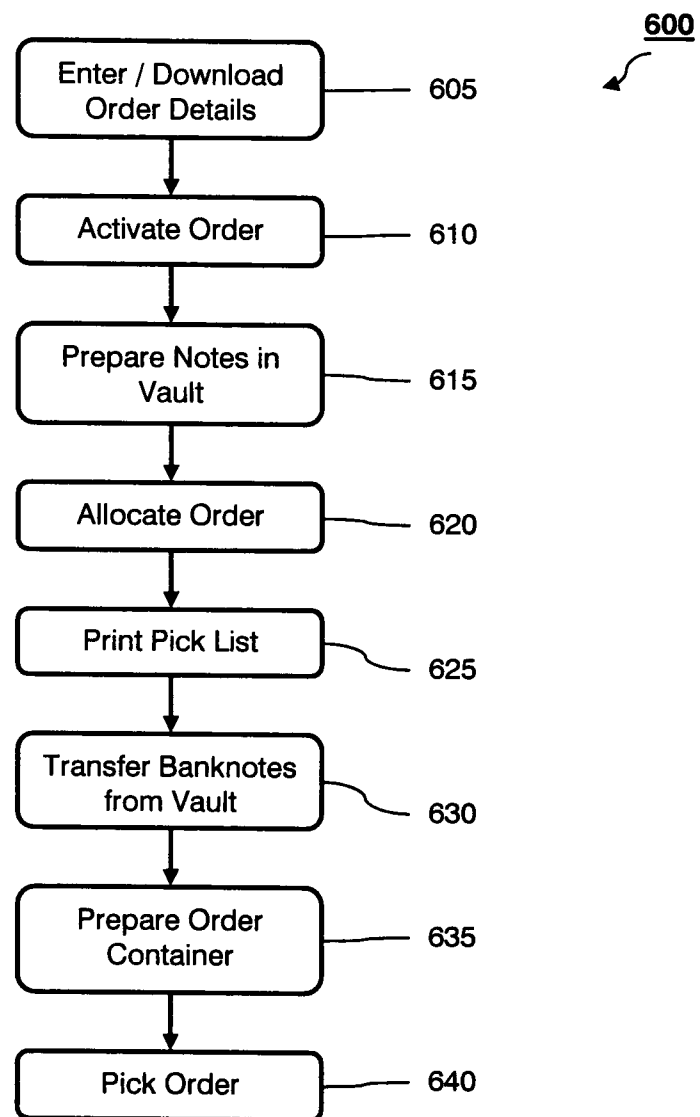 600
Enter / Download
Order Details
605
Activate Order
610
Prepare Notes in
Vault
615
Allocate Order
620
Print Pick List
625
Transfer Banknotes
from Vault
630
Prepare Order
Container
635
Pick Order
640